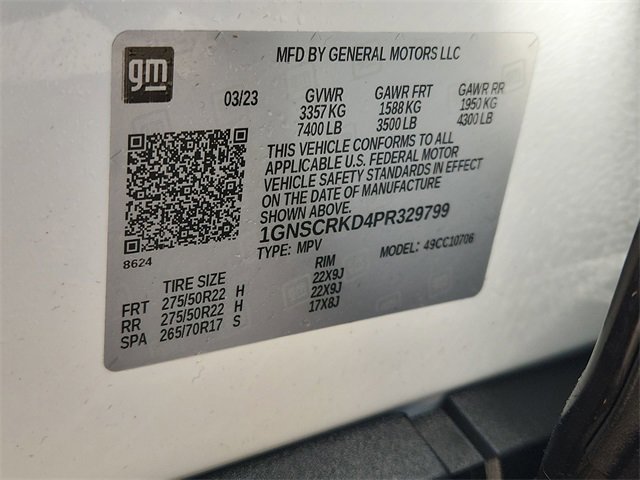 gm
MFD BY GENERAL MOTORS LLC
03/23 GVWR GAWR FRT GAWR RR
3357 KG 1588 KG 1950 KG
7400 LB 3500 LB 4300 LB
THIS VEHICLE CONFORMS TO ALL
APPLICABLE U.S. FEDERAL MOTOR
VEHICLE SAFETY STANDARDS IN EFFECT
ON THE DATE OF MANUFACTURE
SHOWN ABOVE.
1GNSCRKD4PR329799
TYPE: MPV MODEL: 49CC10706
8624
TIRE SIZE RIM
FRT 275/50R22 H 22X9J
RR 275/50R22 H 22X9J
SPA 265/70R17 S 17X8J